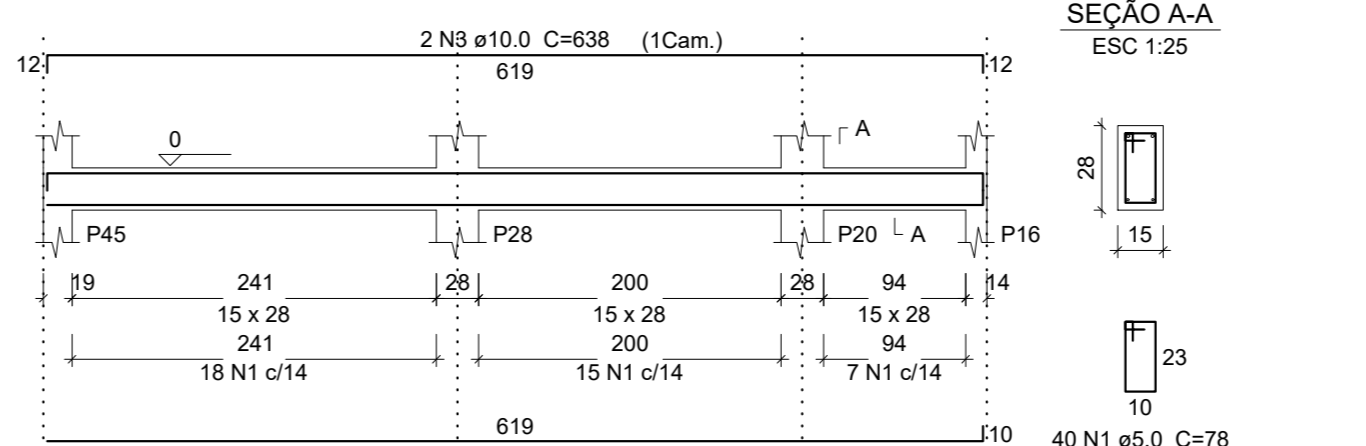 SEÇÃO A-A
ESC 1:25
2 N3 ø10.0 C=638 (1Cam.)
12
619
12
0
A
28
P45
P28
P20
A
P16
15
19
241
28
200
28
94
14
15 x 28
15 x 28
15 x 28
241
200
94
18 N1 c/14
15 N1 c/14
7 N1 c/14
23
10
619
10
40 N1 ø5.0 C=78